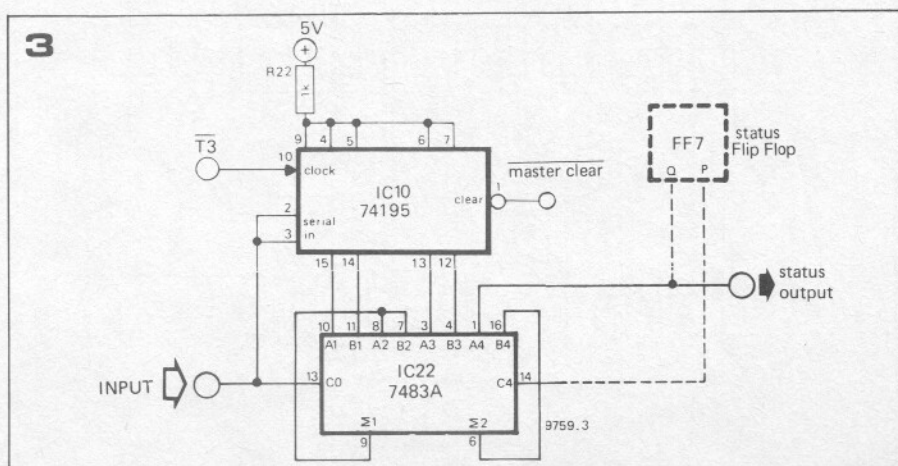 3
5V
+
R22
1k
9 4 5 6 7
T3
10
clock
IC10
74195
clear
1
master clear
2
serial
3
in
15 14 13 12
FF7
status
Flip Flop
Q P
status
output
10 11 8 7 3 4 1 16
A1 B1 A2 B2 A3 B3 A4 B4
INPUT
13
C0
IC22
7483A
C4
14
Σ1
Σ2
9
6
9759.3